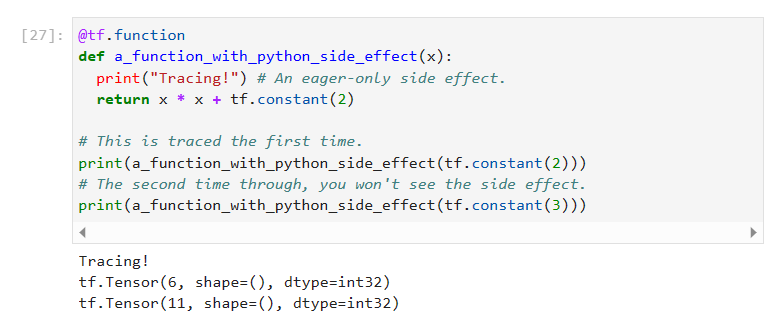 [27]: @tf.function
def a_function_with_python_side_effect(x):
  print("Tracing!") # An eager-only side effect.
  return x * x + tf.constant(2)

# This is traced the first time.
print(a_function_with_python_side_effect(tf.constant(2)))
# The second time through, you won't see the side effect.
print(a_function_with_python_side_effect(tf.constant(3)))
Tracing!
tf.Tensor(6, shape=(), dtype=int32)
tf.Tensor(11, shape=(), dtype=int32)